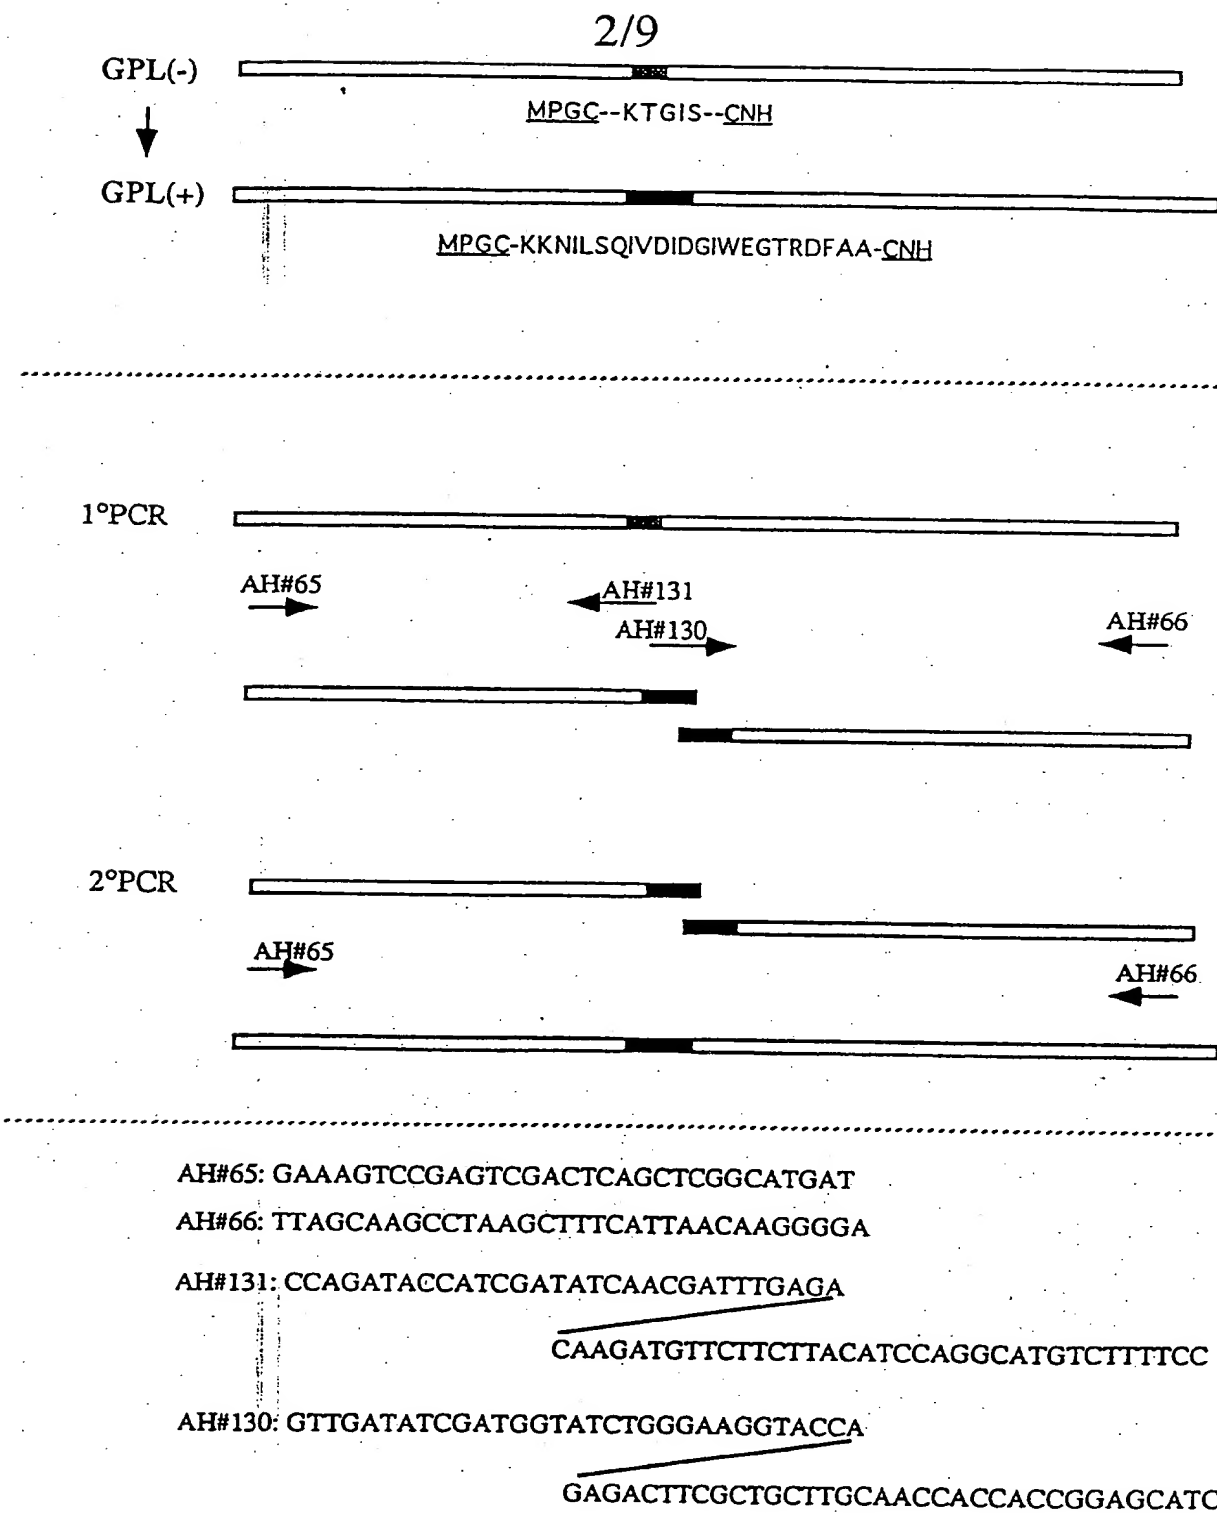 2/9
GPL(-)
MPGC--KTGIS--CNH
GPL(+)
MPGC-KKNILSQIVDIDGIWEGTRDFAA-CNH
1°PCR
AH#65
AH#131
AH#130
AH#66
2°PCR
AH#65
AH#66
AH#65: GAAAGTCCGAGTCGACTCAGCTCGGCATGAT
AH#66: TTAGCAAGCCTAAGCTTTCATTAACAAGGGGA
AH#131: CCAGATACCATCGATATCAACGATTTGAGA
CAAGATGTTCTTCTTACATCCAGGCATGTCTTTTCC
AH#130: GTTGATATCGATGGTATCTGGGAAGGTACCA
GAGACTTCGCTGCTTGCAACCACCACCGGAGCATC